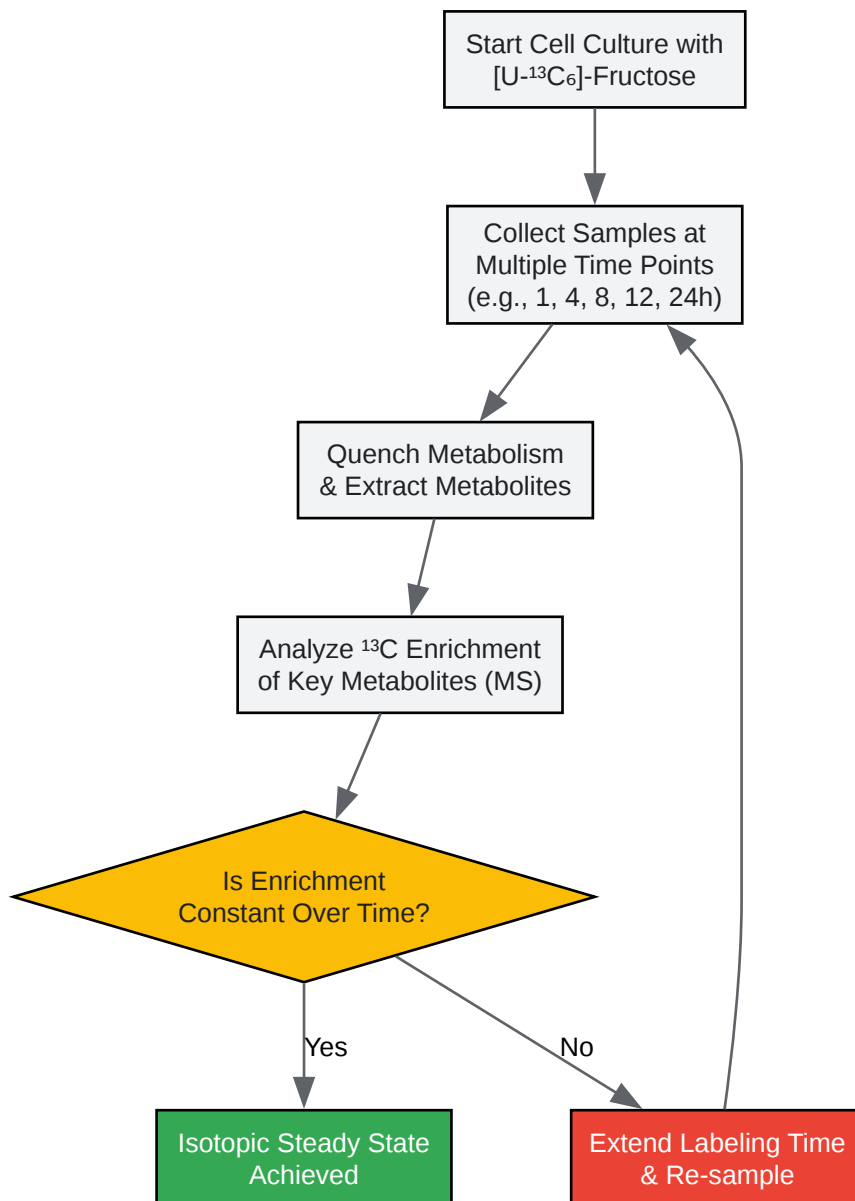 Start Cell Culture with
[U-¹³C₆]-Fructose
Collect Samples at
Multiple Time Points
(e.g., 1, 4, 8, 12, 24h)
Quench Metabolism
& Extract Metabolites
Analyze ¹³C Enrichment
of Key Metabolites (MS)
Is Enrichment
Constant Over Time?
Yes
No
Isotopic Steady State
Achieved
Extend Labeling Time
& Re-sample